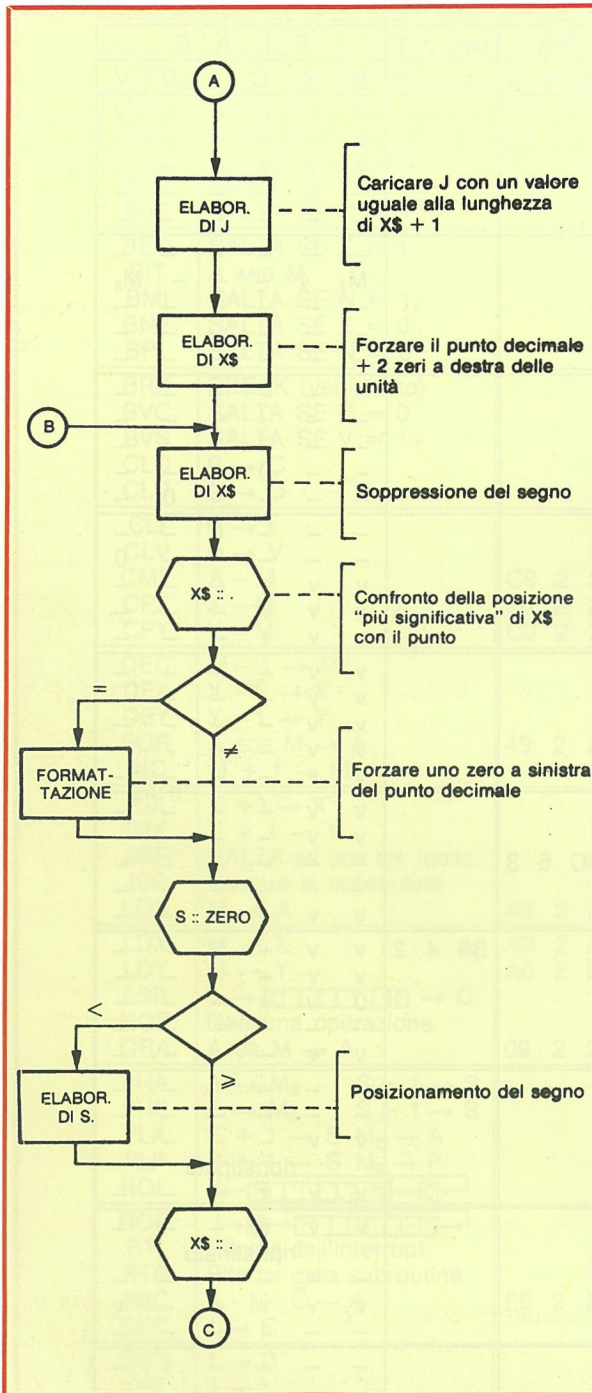 A
ELABOR.
DI J
Caricare J con un valore
uguale alla lunghezza
di X$ + 1
ELABOR.
DI X$
Forzare il punto decimale
+ 2 zeri a destra delle
unità
B
ELABOR.
DI X$
Soppressione del segno
X$ :: .
Confronto della posizione
"più significativa" di X$
con il punto
=
≠
FORMAT-
TAZIONE
Forzare uno zero a sinistra
del punto decimale
S :: ZERO
<
⩾
ELABOR.
DI S.
Posizionamento del segno
X$ :: .
C